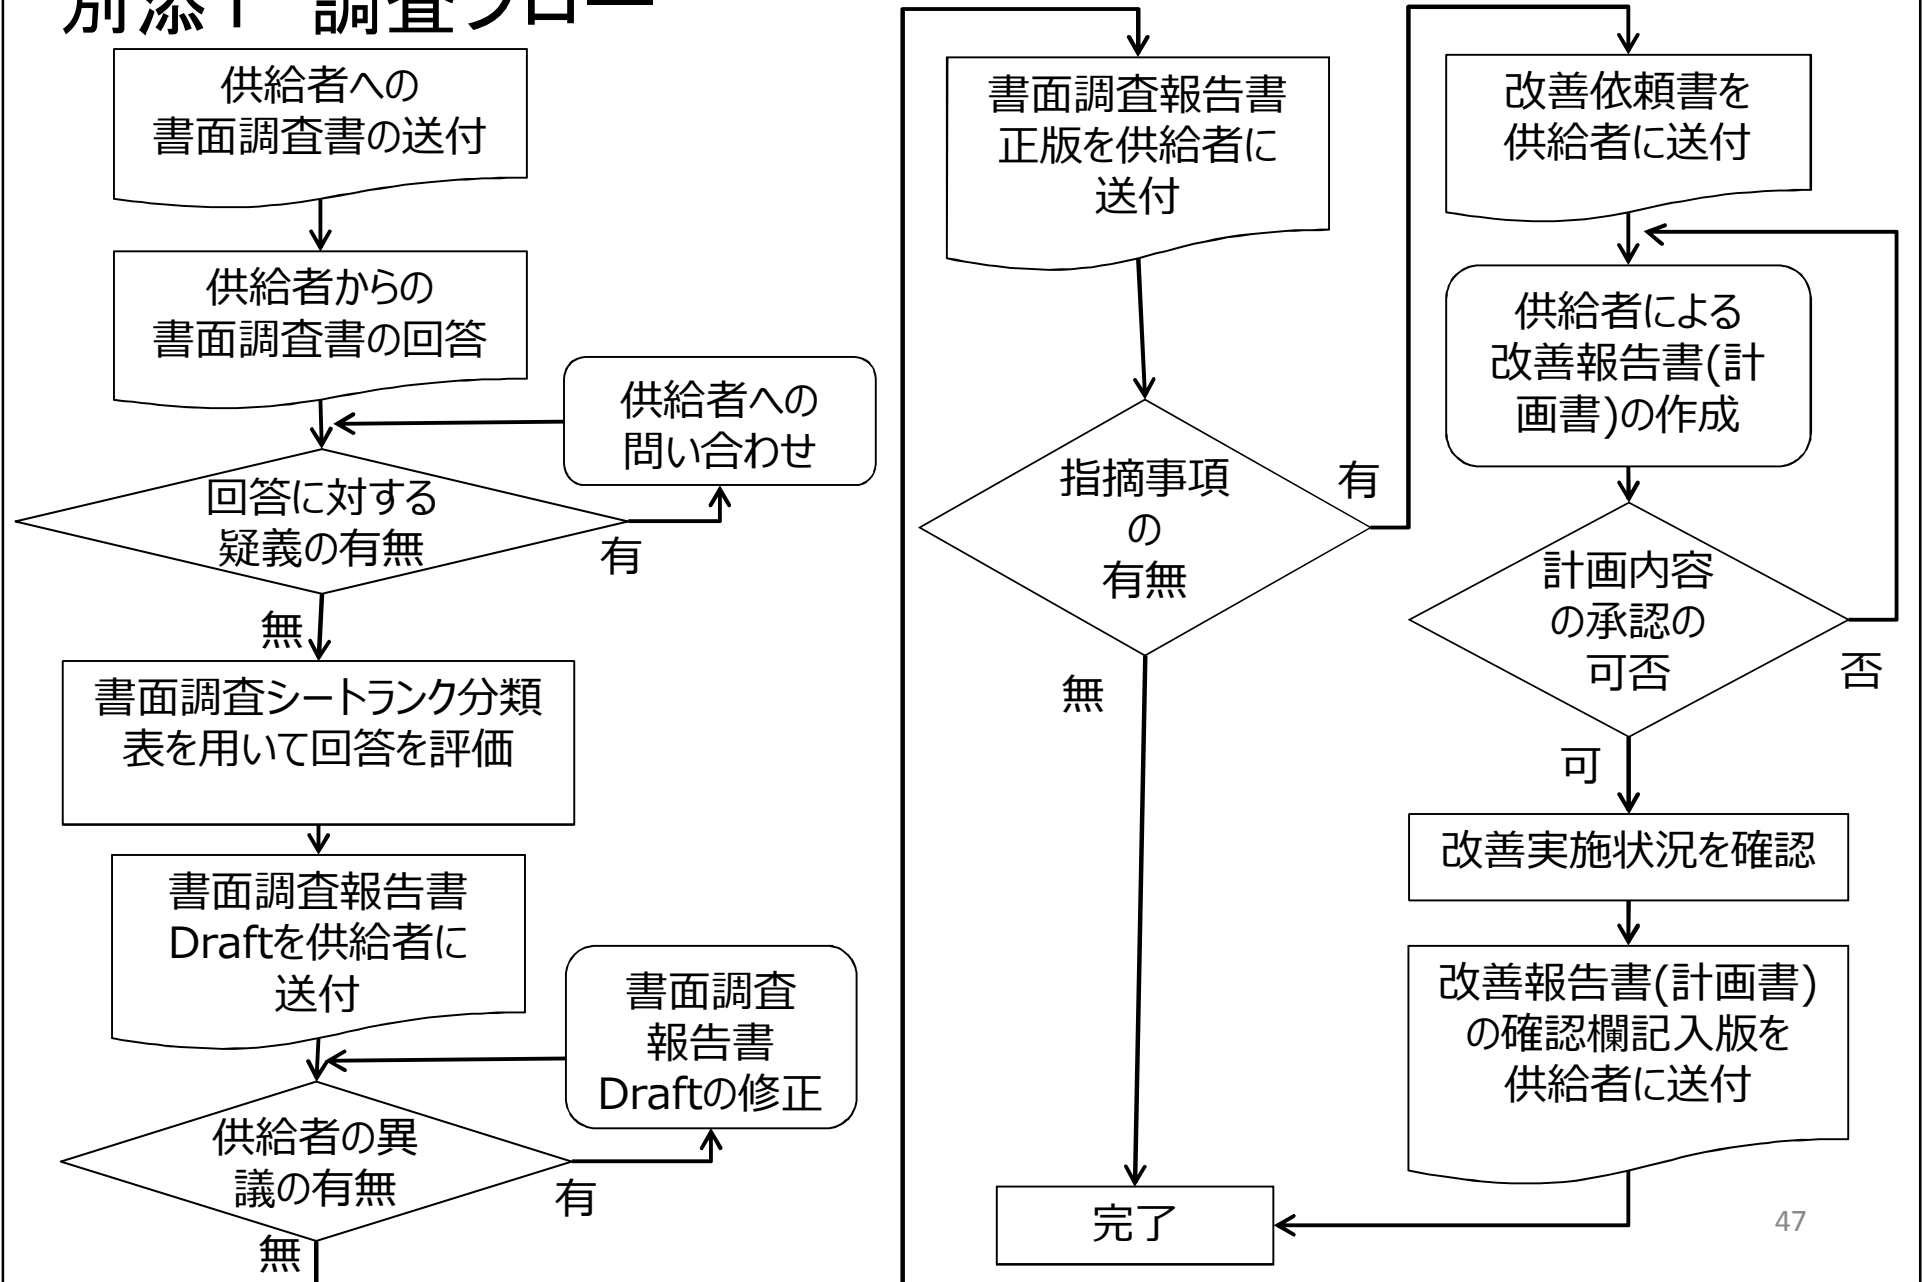 別添1 調査フロー
供給者への
書面調査書の送付
供給者からの
書面調査書の回答
供給者への
問い合わせ
回答に対する
疑義の有無
有
無
書面調査シートランク分類
表を用いて回答を評価
書面調査報告書
Draftを供給者に
送付
書面調査
報告書
Draftの修正
供給者の異
議の有無
有
無
書面調査報告書
正版を供給者に
送付
指摘事項
の
有無
有
無
改善依頼書を
供給者に送付
供給者による
改善報告書(計
画書)の作成
計画内容
の承認の
可否
否
可
改善実施状況を確認
改善報告書(計画書)
の確認欄記入版を
供給者に送付
完了
47